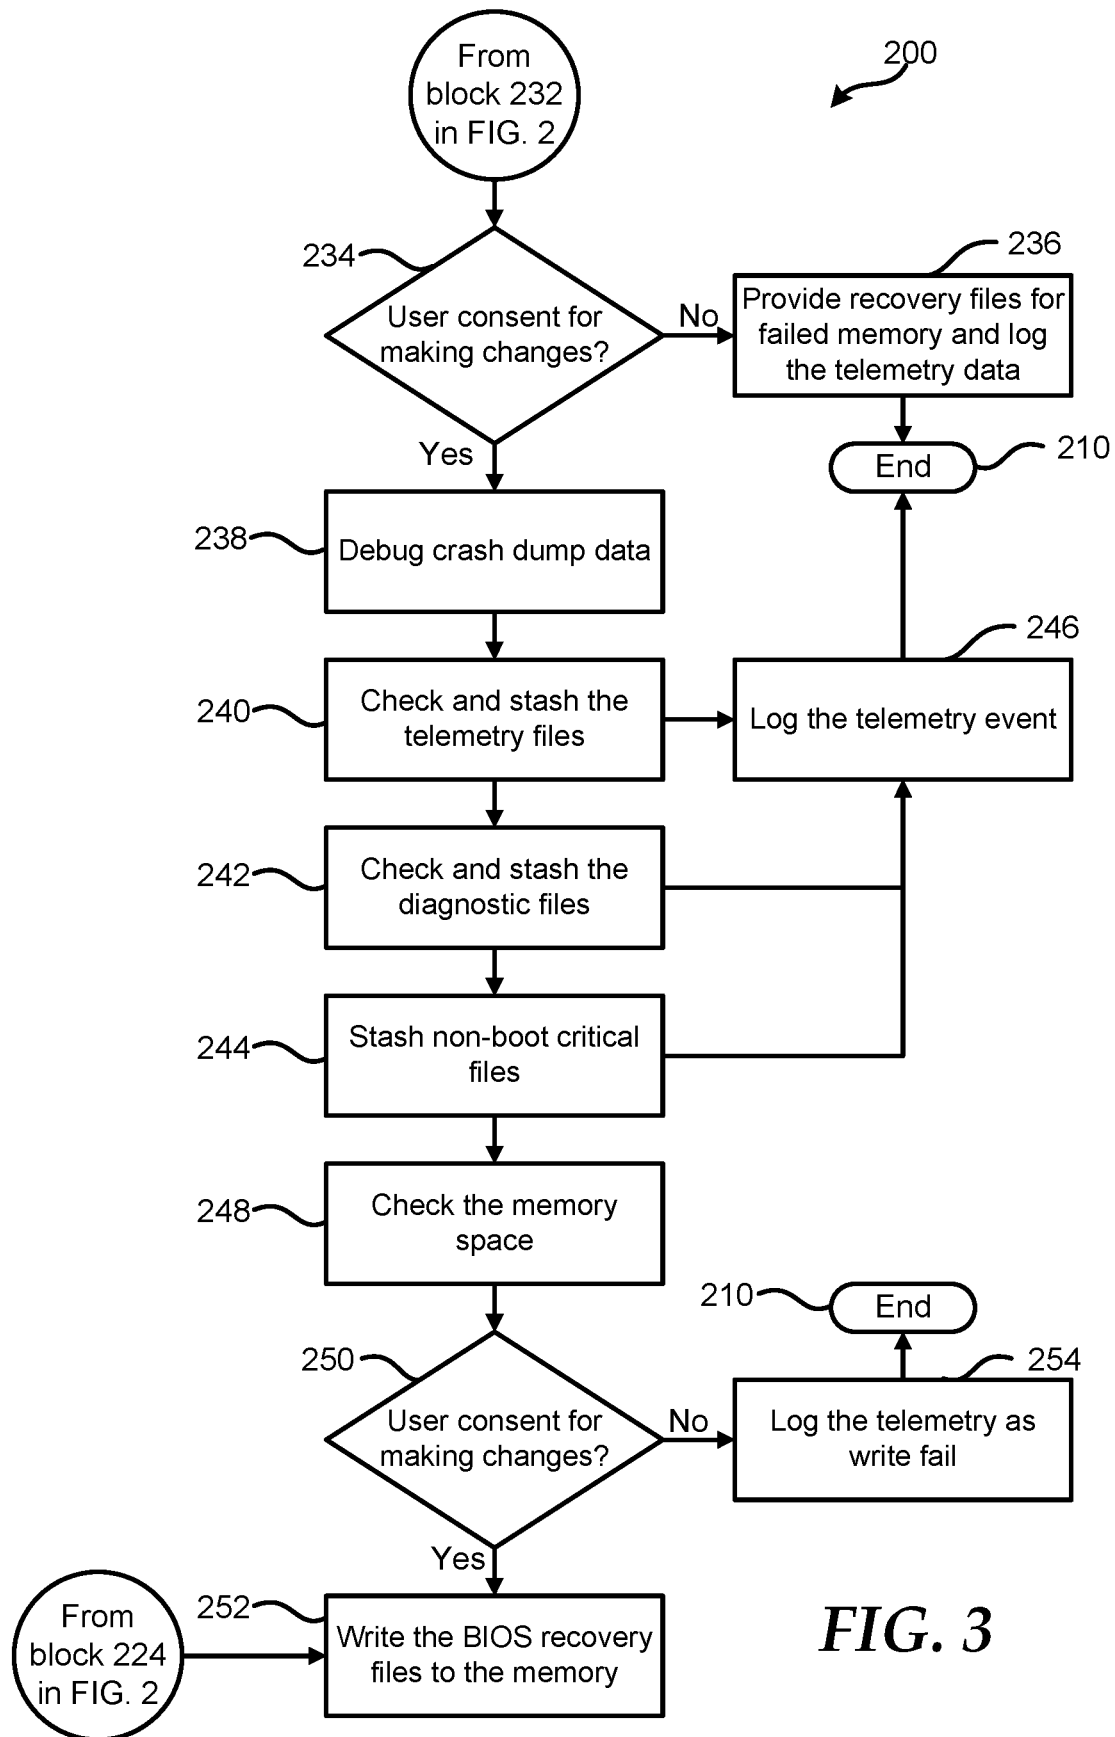 From
block 232
in FIG. 2
200
234
User consent for
making changes?
No
236
Provide recovery files for
failed memory and log
the telemetry data
Yes
End
210
238
Debug crash dump data
240
Check and stash the
telemetry files
246
Log the telemetry event
242
Check and stash the
diagnostic files
244
Stash non-boot critical
files
248
Check the memory
space
210
End
250
User consent for
making changes?
No
254
Log the telemetry as
write fail
Yes
From
block 224
in FIG. 2
252
Write the BIOS recovery
files to the memory
FIG. 3